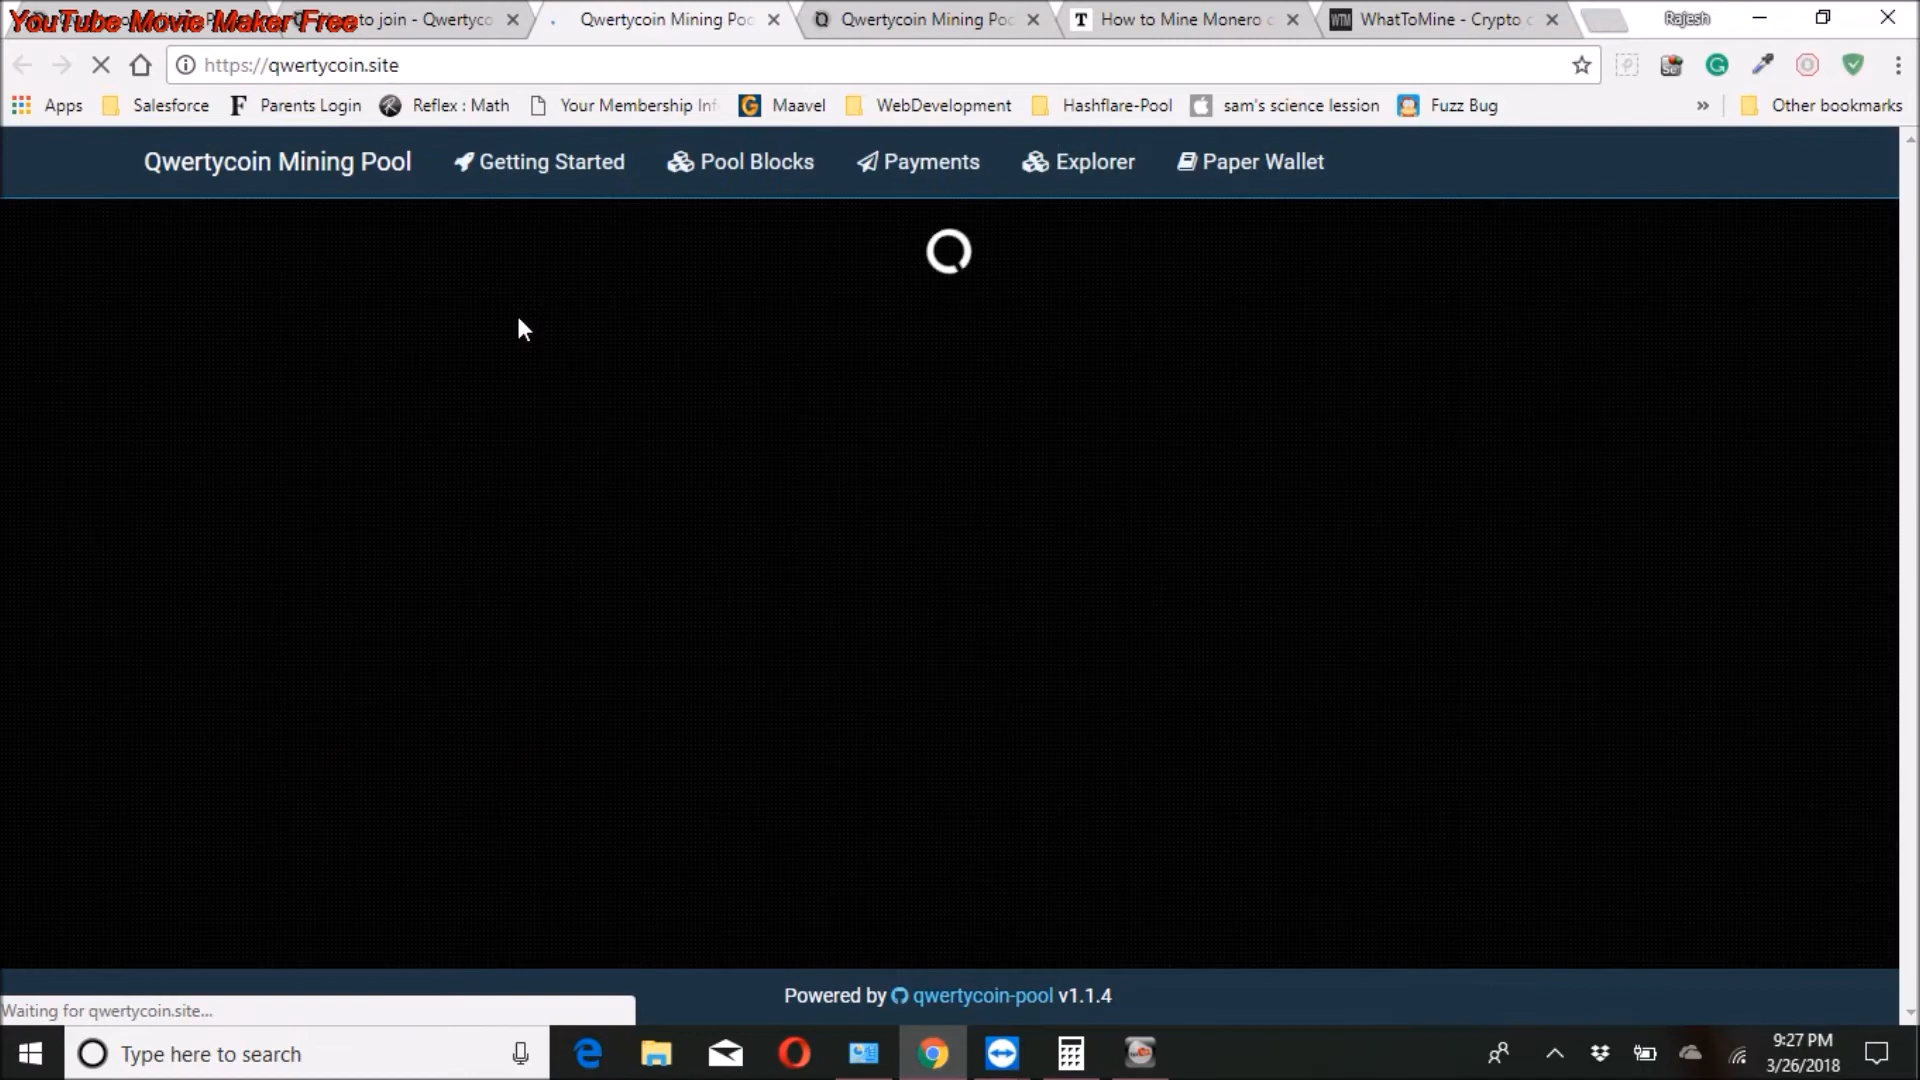 YouTube Movie Maker Free
to join - Qwertyco
Qwertycoin Mining Poo
Qwertycoin Mining Poo
T How to Mine Monero o
WTM WhatToMine - Crypto c
Rajesh
https://qwertycoin.site
Apps
Salesforce
F Parents Login
Reflex : Math
Your Membership Inf
G Maavel
WebDevelopment
Hashflare-Pool
sam's science lession
Fuzz Bug
»
Other bookmarks
Qwertycoin Mining Pool
Getting Started
Pool Blocks
Payments
Explorer
Paper Wallet
Powered by qwertycoin-pool v1.1.4
Waiting for qwertycoin.site...
Type here to search
9:27 PM
3/26/2018